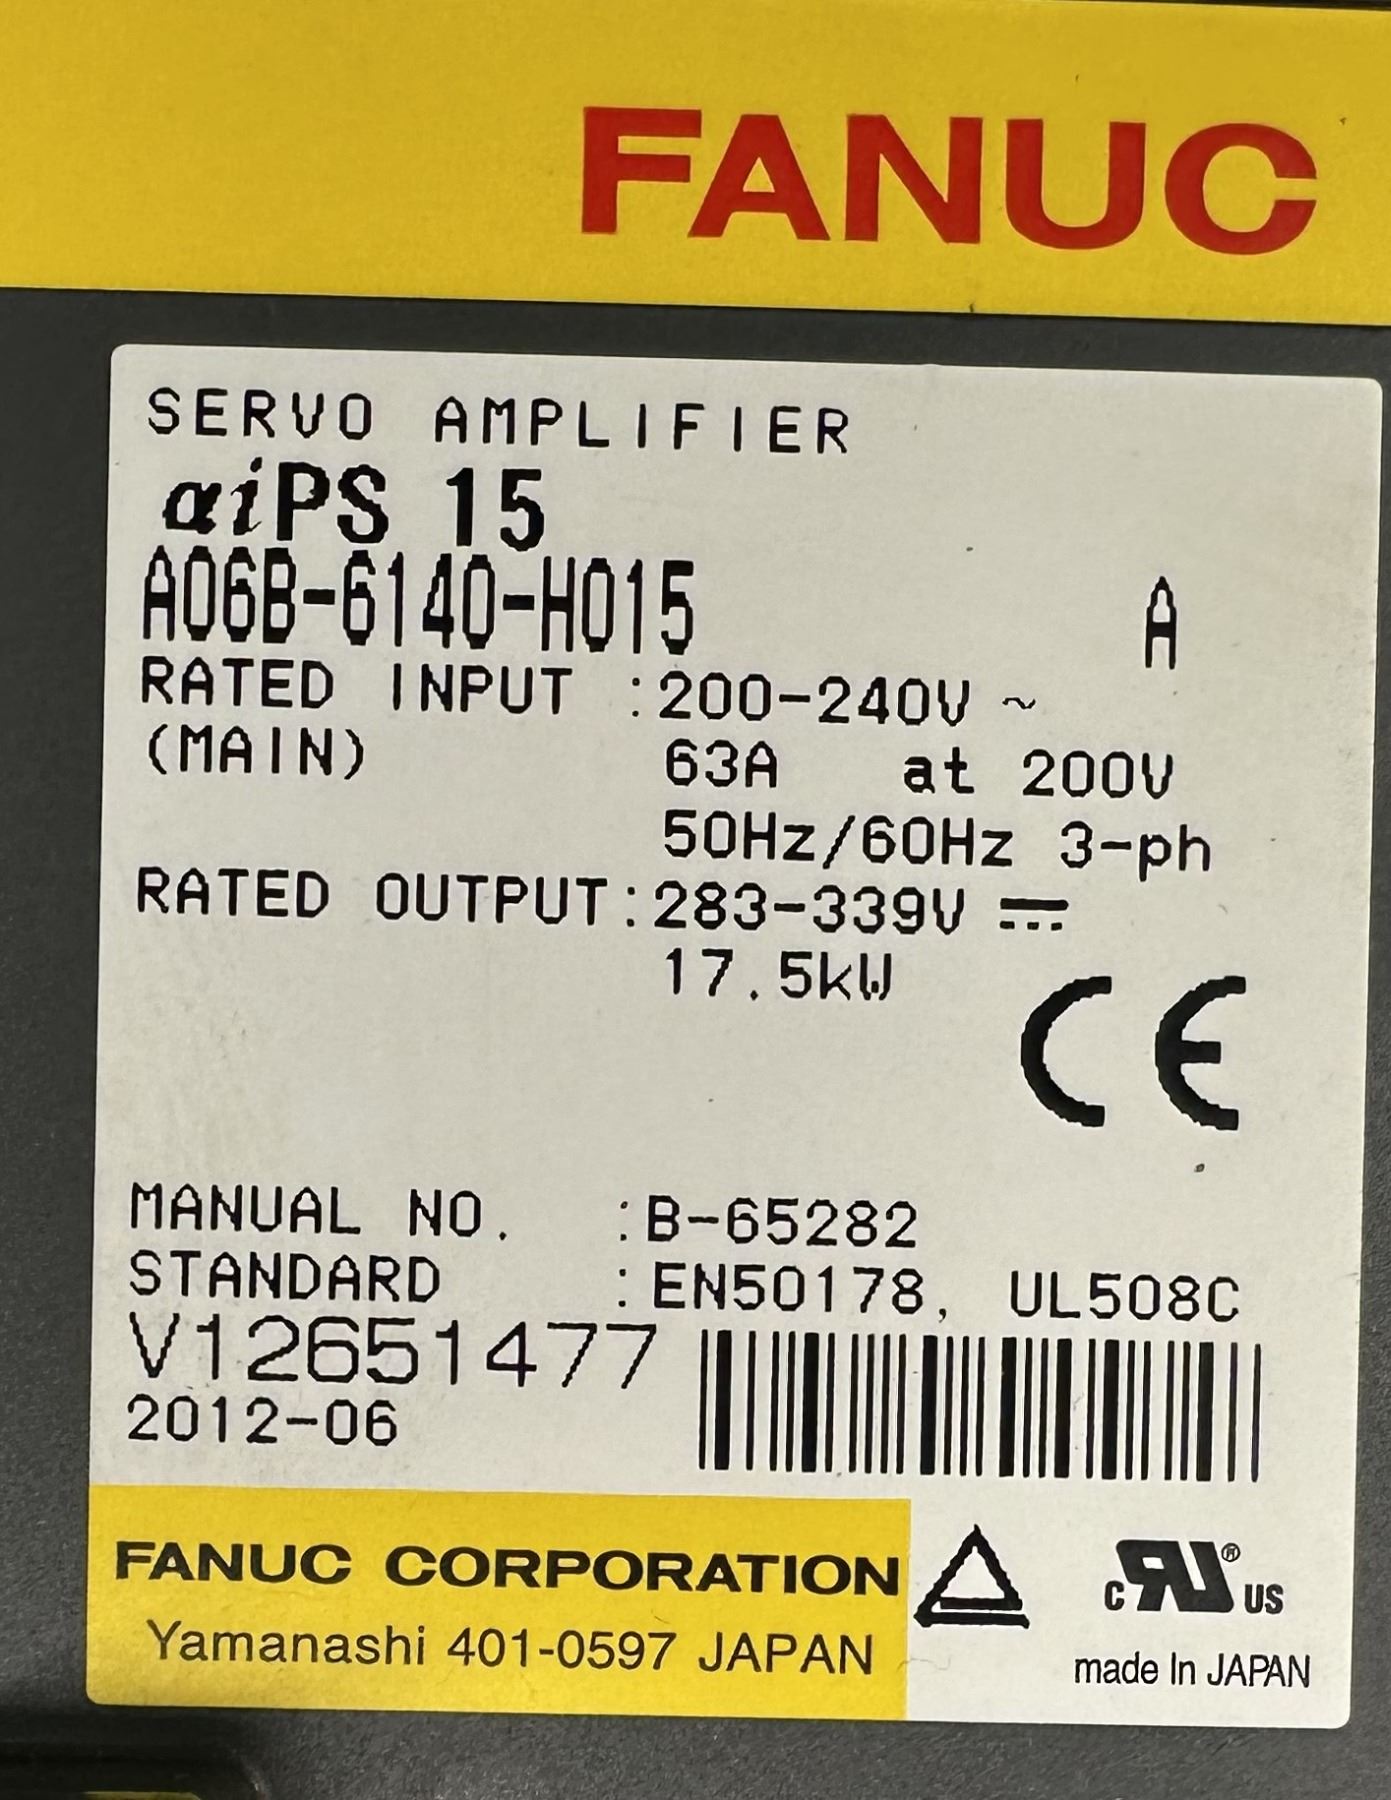 FANUC
SERVO AMPLIFIER
αiPS 15
A06B-6140-H015 A
RATED INPUT :200-240V ~
(MAIN) 63A at 200V
50Hz/60Hz 3-ph
RATED OUTPUT:283-339V ⎓
17.5kW
CE
MANUAL NO. :B-65282
STANDARD :EN50178, UL508C
V12651477
2012-06
FANUC CORPORATION
Yamanashi 401-0597 JAPAN
c RU® US
made In JAPAN